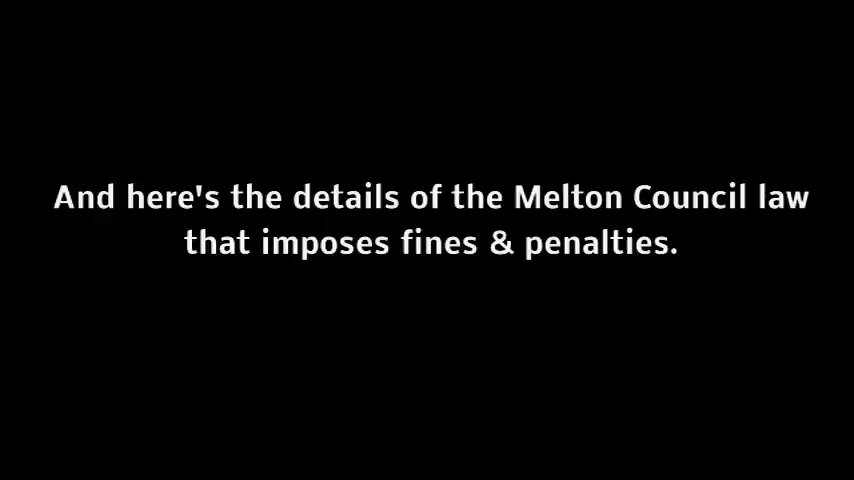 And here's the details of the Melton Council law
that imposes fines & penalties.